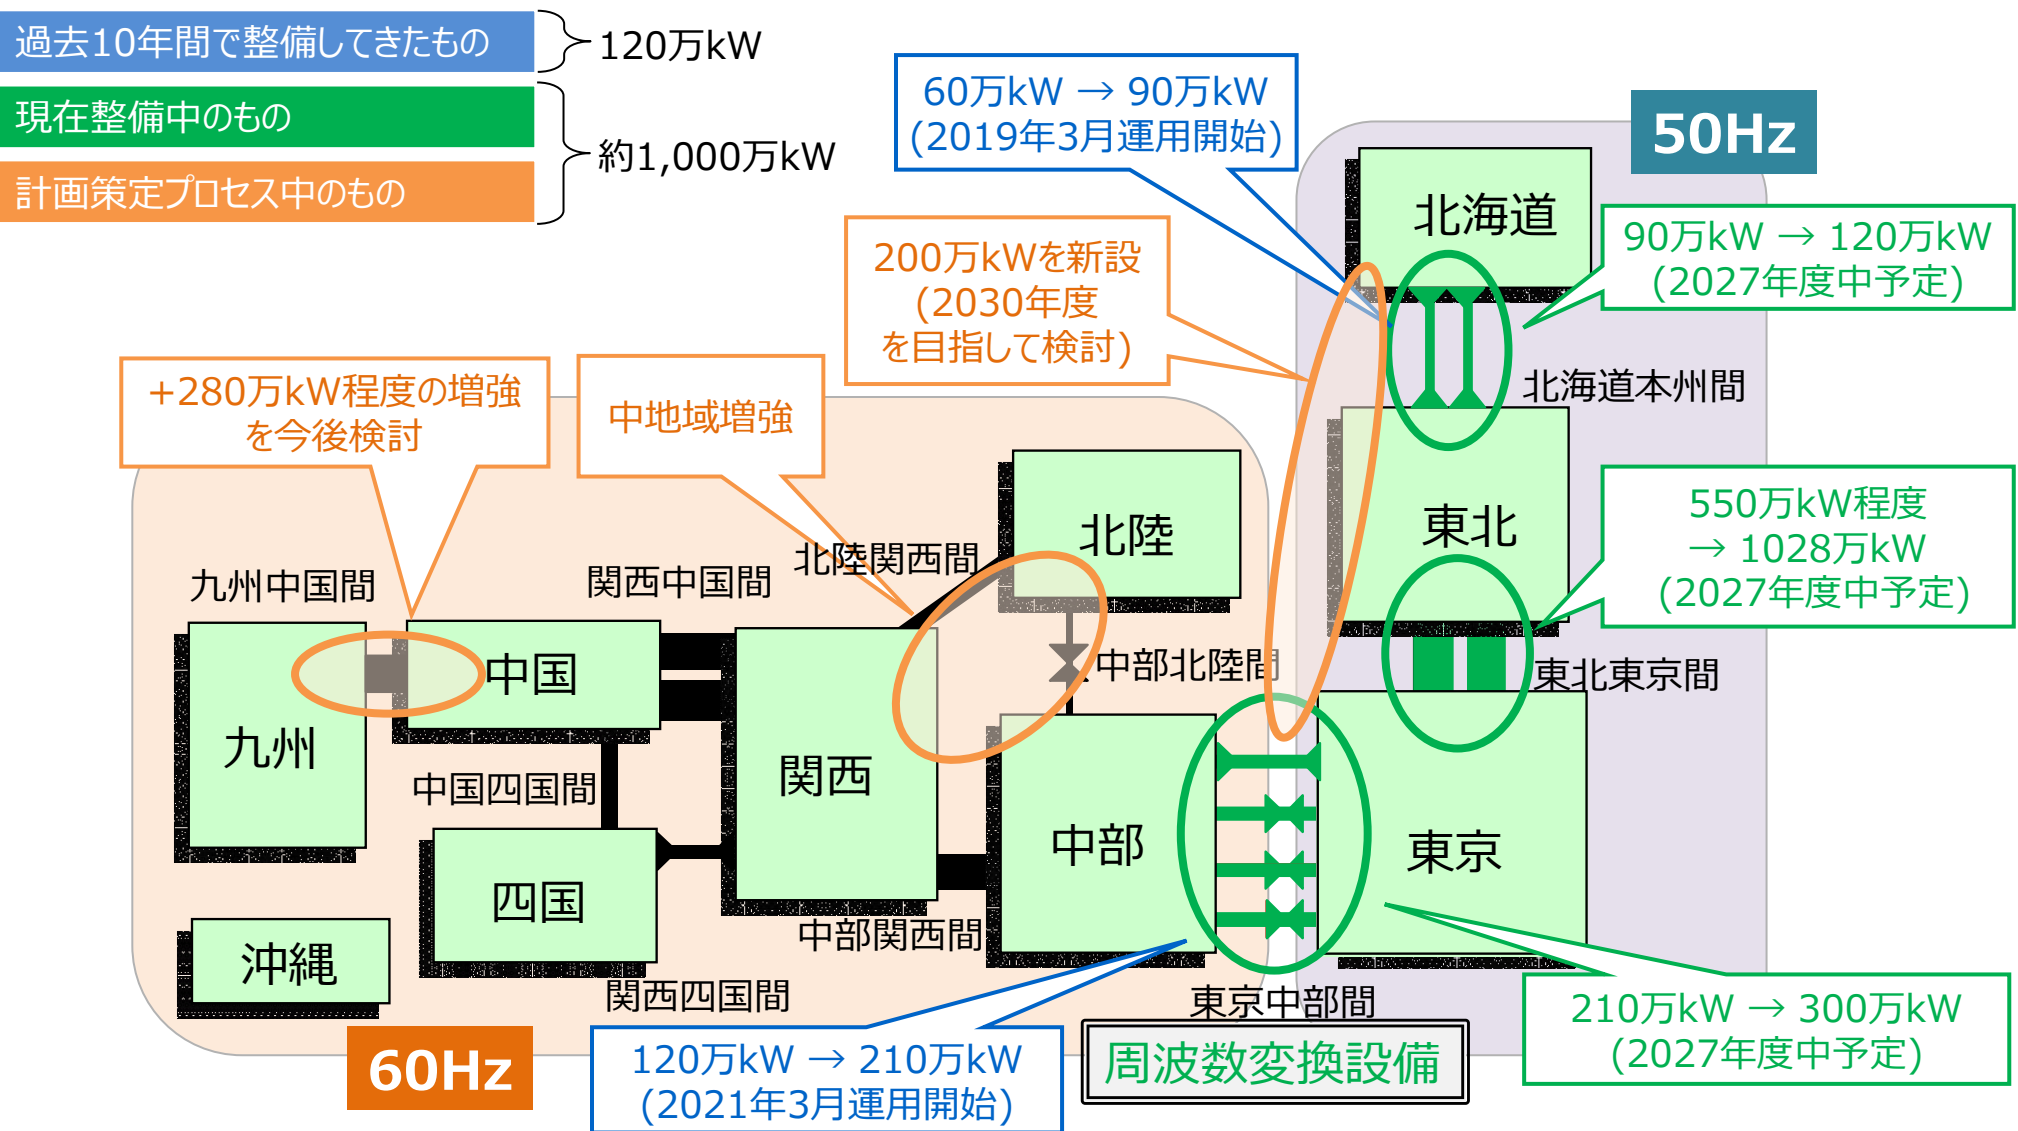 過去10年間で整備してきたもの
120万kW
現在整備中のもの
約1,000万kW
計画策定プロセス中のもの
60万kW → 90万kW
(2019年3月運用開始)
50Hz
北海道
90万kW → 120万kW
(2027年度中予定)
200万kWを新設
(2030年度
を目指して検討)
北海道本州間
+280万kW程度の増強
を今後検討
中地域増強
北陸
東北
550万kW程度
→ 1028万kW
(2027年度中予定)
北陸関西間
九州中国間
関西中国間
中国
中部北陸間
東北東京間
九州
関西
中国四国間
中部
東京
四国
中部関西間
沖縄
関西四国間
東京中部間
210万kW → 300万kW
(2027年度中予定)
60Hz
120万kW → 210万kW
(2021年3月運用開始)
周波数変換設備